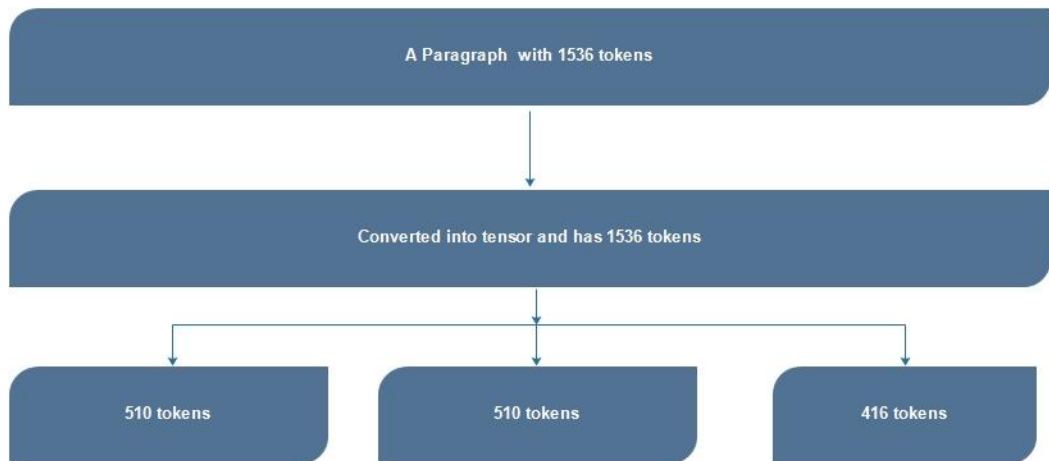 A Paragraph with 1536 tokens
Converted into tensor and has 1536 tokens
510 tokens
510 tokens
416 tokens